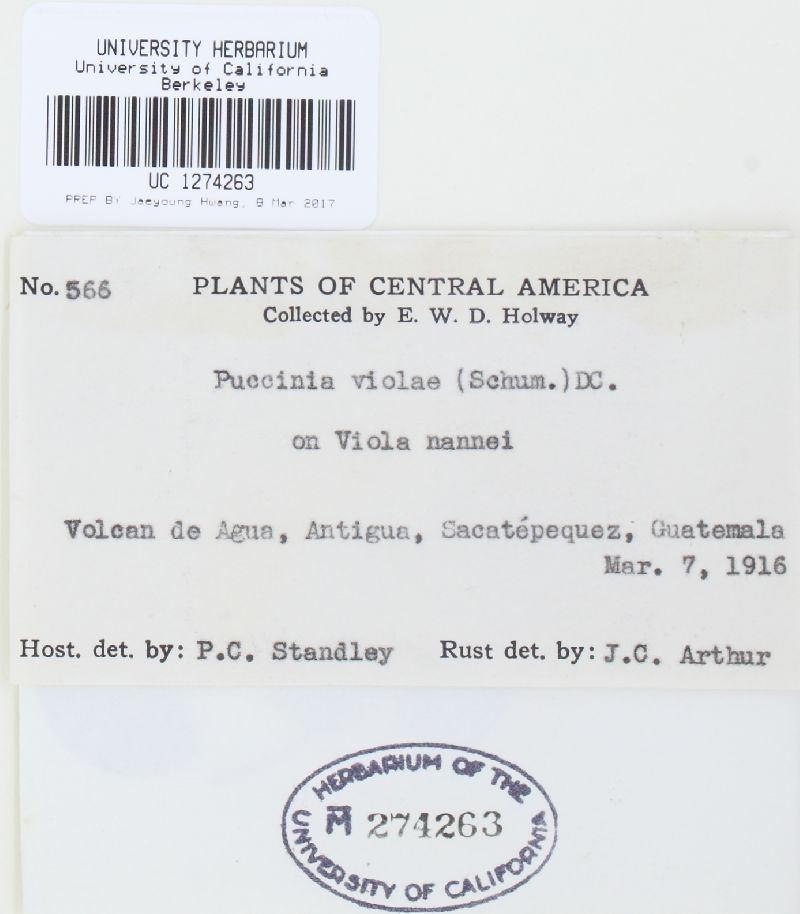 UNIVERSITY HERBARIUM
University of California
Berkeley
UC 1274263
PREP BY Jaeyoung Hwang, 8 Mar 2017
No. 566 PLANTS OF CENTRAL AMERICA
Collected by E. W. D. Holway
Puccinia violae (Schum.)DC.
on Viola nannei
Volcan de Agua, Antigua, Sacatépequez, Guatemala
Mar. 7, 1916
Host. det. by: P.C. Standley Rust det. by: J.C. Arthur
HERBARIUM OF THE
M 274263
UNIVERSITY OF CALIFORNIA